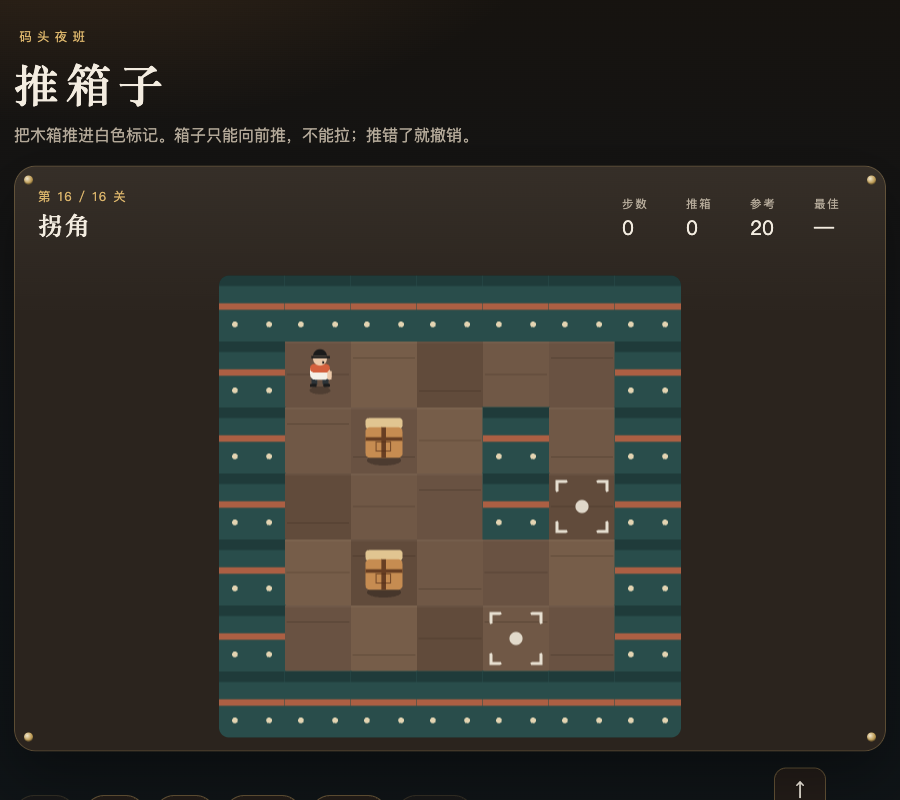 码头夜班
推箱子
把木箱推进白色标记。箱子只能向前推，不能拉；推错了就撤销。
第 16 / 16 关
拐角
步数 推箱 参考 最佳
0 0 20 —
↑